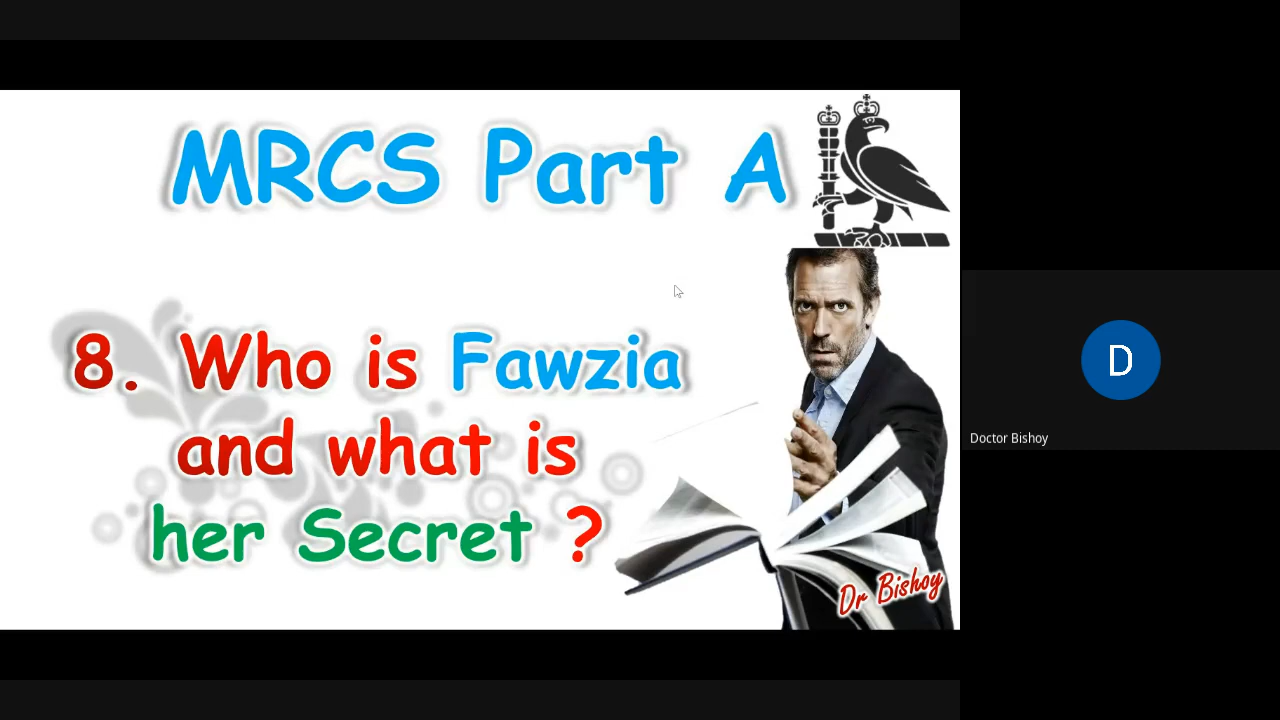 MRCS Part A
8. Who is Fawzia
and what is
her Secret ?
Dr Bishoy
D
Doctor Bishoy